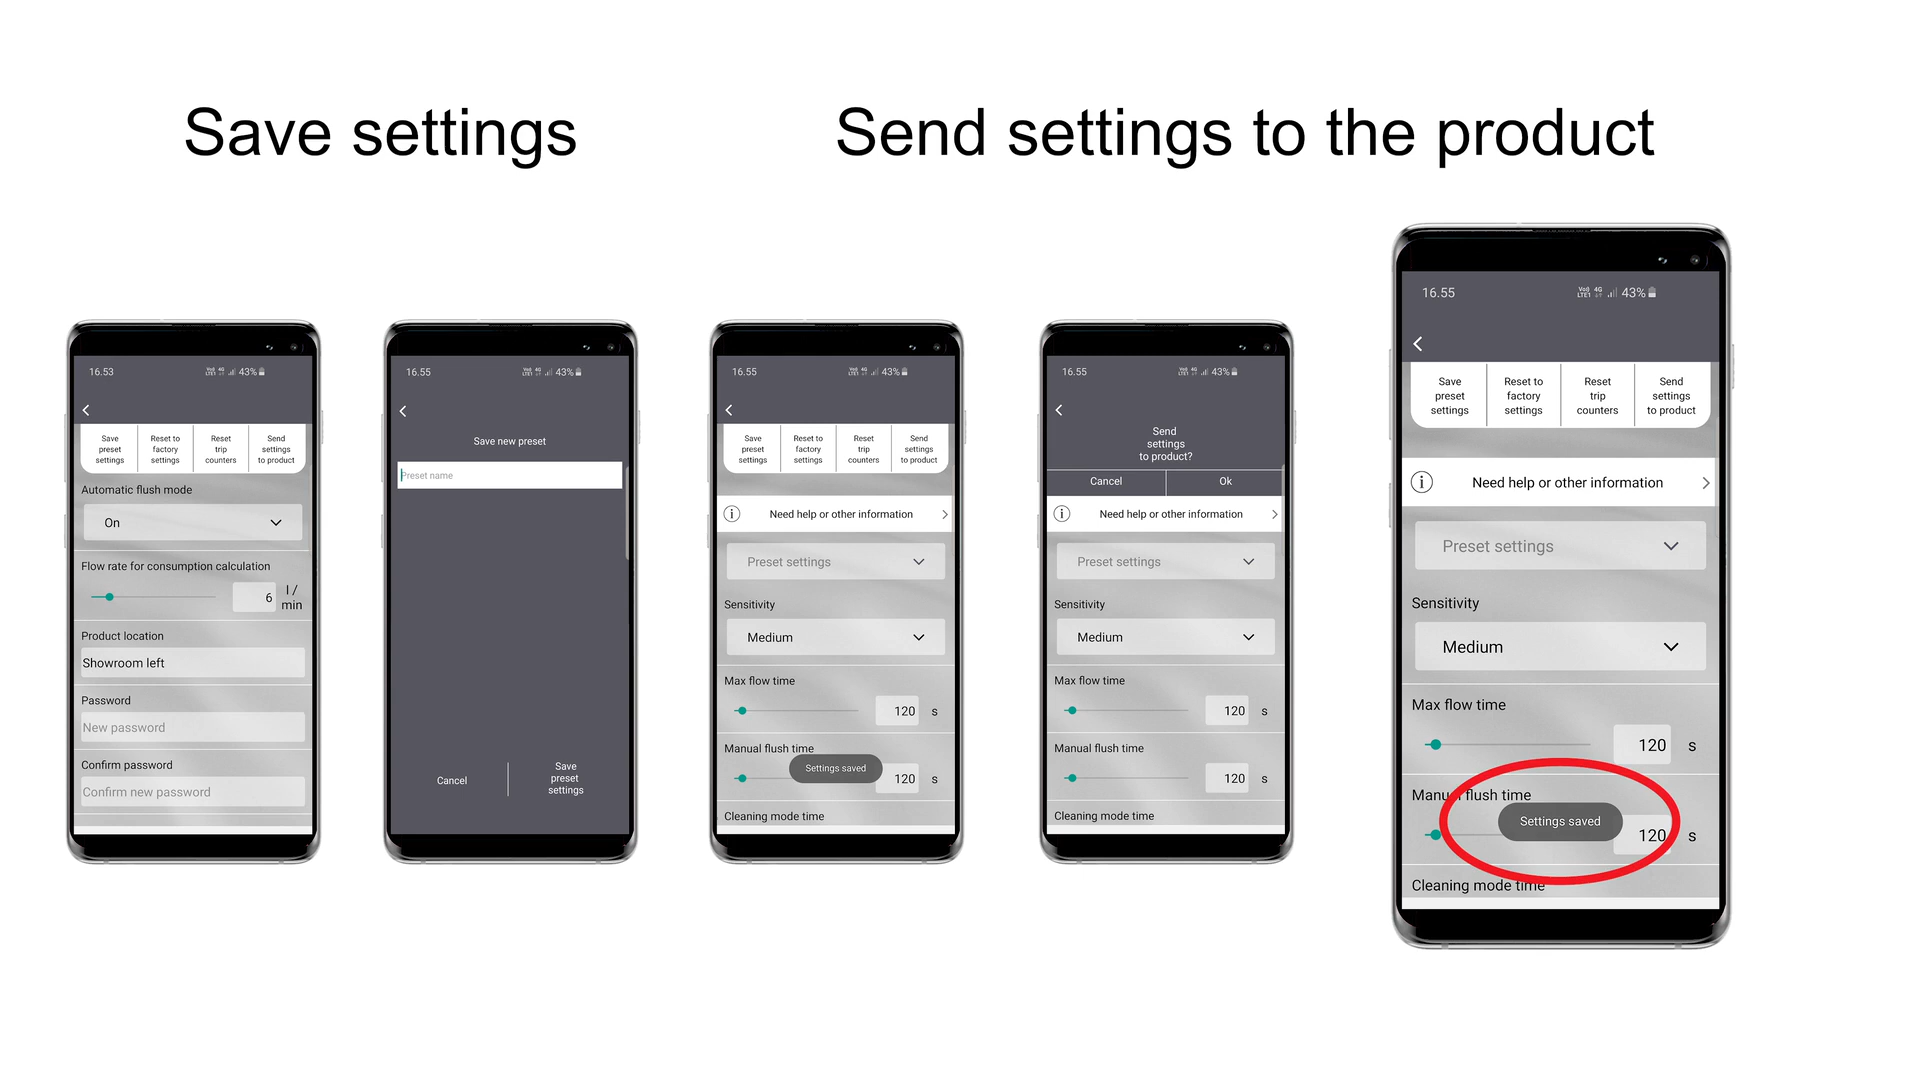 Save settings
Send settings to the product
16.53
43%
Save
preset
settings
Reset to
factory
settings
Reset
trip
counters
Send
settings
to product
Automatic flush mode
On
Flow rate for consumption calculation
6
l /
min
Product location
Showroom left
Password
New password
Confirm password
Confirm new password
16.55
43%
Save new preset
Preset name
Cancel
Save
preset
settings
16.55
43%
Save
preset
settings
Reset to
factory
settings
Reset
trip
counters
Send
settings
to product
Need help or other information
Preset settings
Sensitivity
Medium
Max flow time
120 s
Manual flush time
Settings saved
120 s
Cleaning mode time
16.55
43%
Send
settings
to product?
Cancel
Ok
Need help or other information
Preset settings
Sensitivity
Medium
Max flow time
120 s
Manual flush time
120 s
Cleaning mode time
16.55
VoII 4G
LTE1
43%
Save
preset
settings
Reset to
factory
settings
Reset
trip
counters
Send
settings
to product
Need help or other information
Preset settings
Sensitivity
Medium
Max flow time
120 s
Manual flush time
Settings saved
120 s
Cleaning mode time